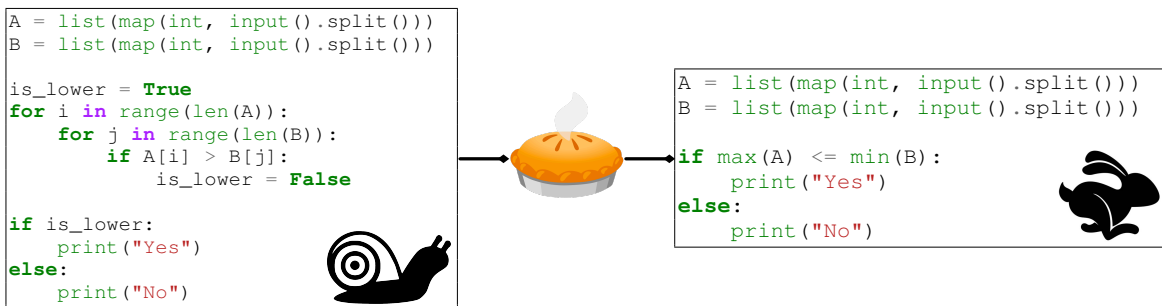 A = list(map(int, input().split()))
B = list(map(int, input().split()))

is_lower = True
for i in range(len(A)):
    for j in range(len(B)):
        if A[i] > B[j]:
            is_lower = False

if is_lower:
    print("Yes")
else:
    print("No")

A = list(map(int, input().split()))
B = list(map(int, input().split()))

if max(A) <= min(B):
    print("Yes")
else:
    print("No")